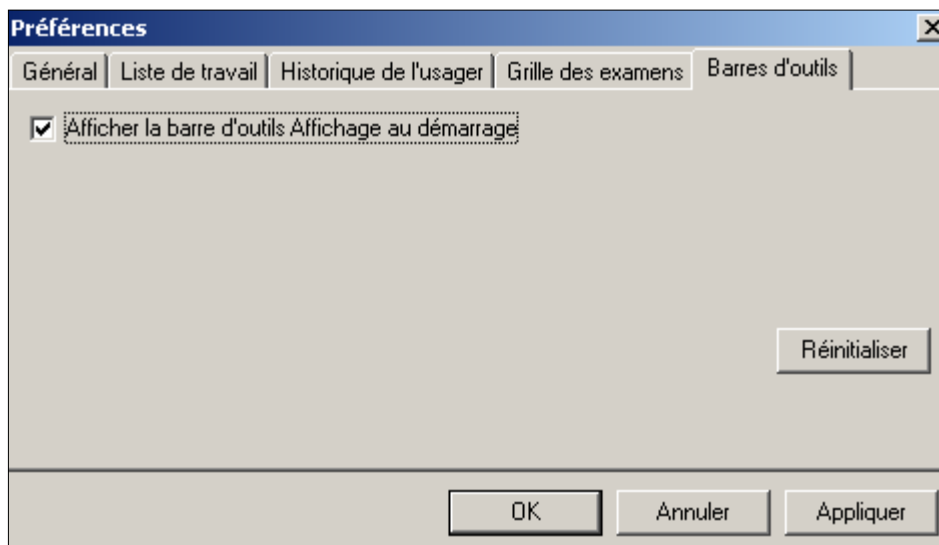 Préférences
Général Liste de travail Historique de l'usager Grille des examens Barres d'outils
Afficher la barre d'outils Affichage au démarrage
Réinitialiser
OK Annuler Appliquer